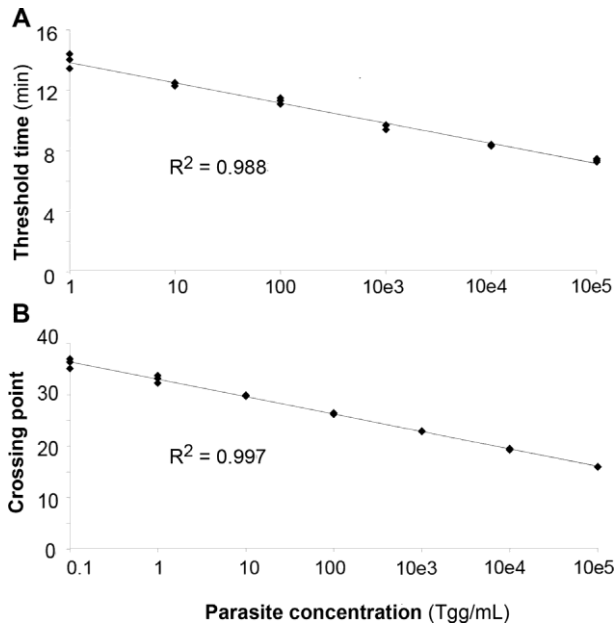 A
Threshold time (min)
16
12
8
4
0
R² = 0.988
1 10 100 10e3 10e4 10e5
B
Crossing point
40
30
20
10
0
R² = 0.997
0.1 1 10 100 10e3 10e4 10e5
Parasite concentration (Tgg/mL)